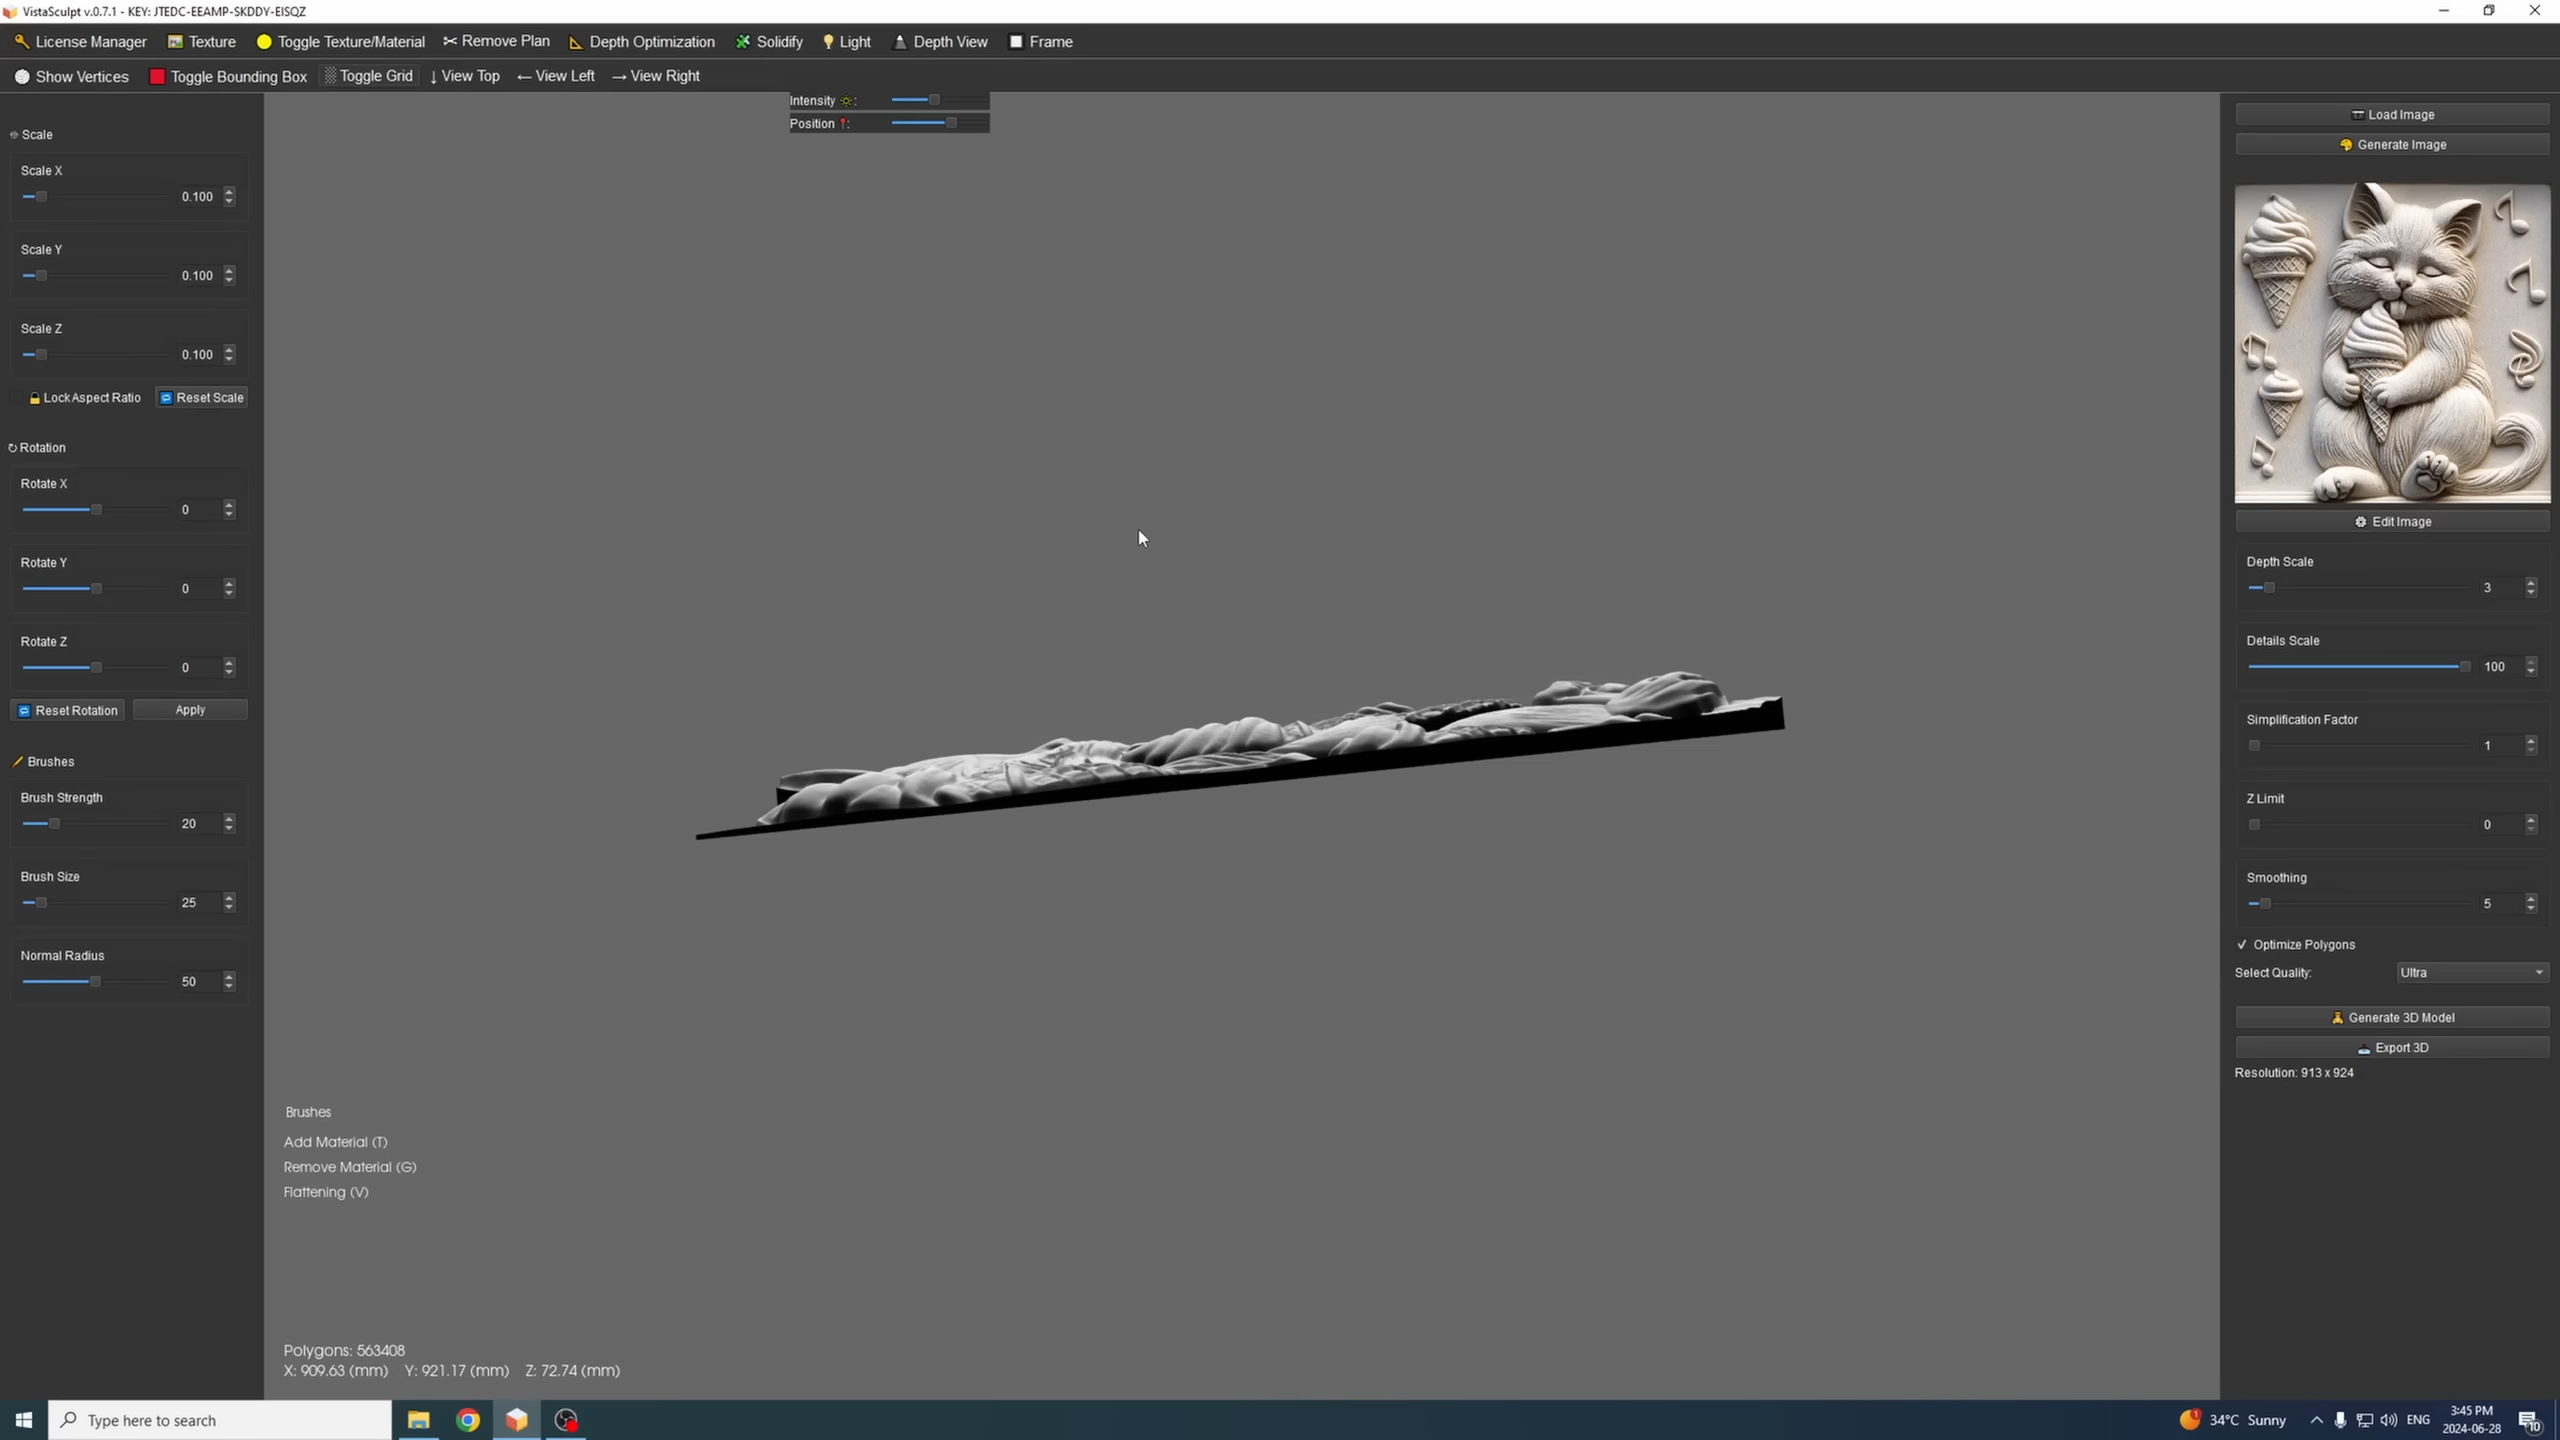 VistaSculpt v.0.7.1 - KEY: JTEDC-EEAMP-SKDDY-EISQZ
License Manager Texture Toggle Texture/Material Remove Plan Depth Optimization Solidify Light Depth View Frame
Show Vertices Toggle Bounding Box Toggle Grid ↓ View Top ← View Left → View Right
Intensity :
Position :
Scale
Scale X
0.100
Scale Y
0.100
Scale Z
0.100
Lock Aspect Ratio Reset Scale
Rotation
Rotate X
0
Rotate Y
0
Rotate Z
0
Reset Rotation Apply
Brushes
Brush Strength
20
Brush Size
25
Normal Radius
50
Brushes
Add Material (T)
Remove Material (G)
Flattening (V)
Polygons: 563408
X: 909.63 (mm) Y: 921.17 (mm) Z: 72.74 (mm)
Load Image
Generate Image
Edit Image
Depth Scale
3
Details Scale
100
Simplification Factor
1
Z Limit
0
Smoothing
5
Optimize Polygons
Select Quality: Ultra
Generate 3D Model
Export 3D
Resolution: 913 x 924
Type here to search
1 34°C Sunny ENG 3:45 PM
2024-06-28
10